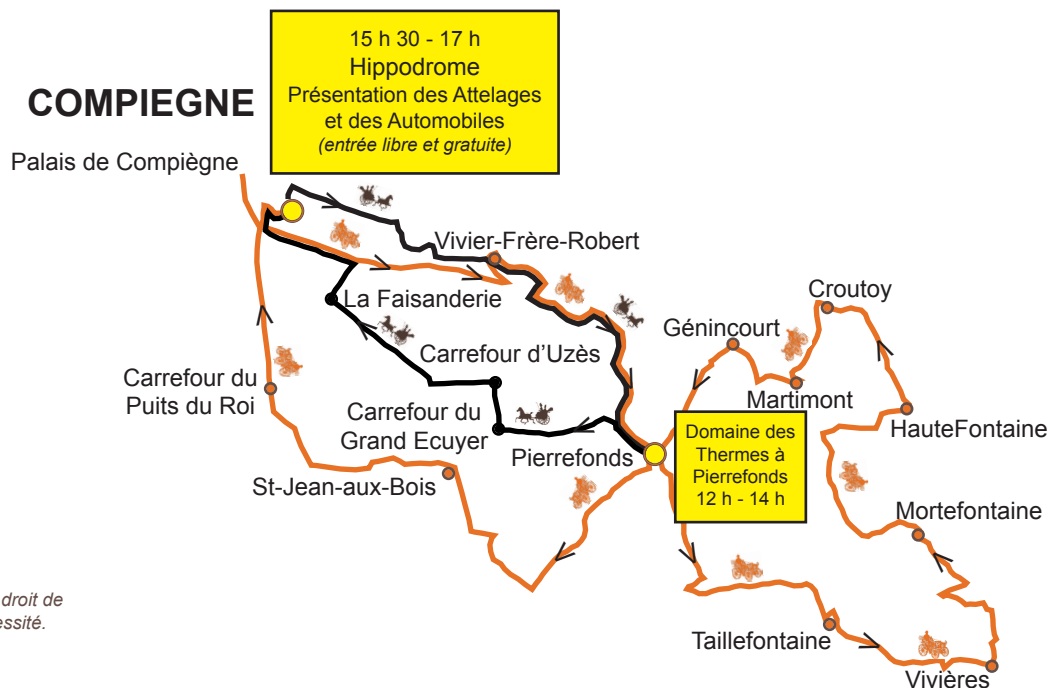 15 h 30 - 17 h
Hippodrome
Présentation des Attelages
et des Automobiles
(entrée libre et gratuite)
COMPIEGNE
Palais de Compiègne
Vivier-Frère-Robert
La Faisanderie
Croutoy
Génincourt
Carrefour d'Uzès
Carrefour du
Puits du Roi
Martimont
Carrefour du
Grand Ecuyer
HauteFontaine
Pierrefonds
Domaine des
Thermes à
Pierrefonds
12 h - 14 h
St-Jean-aux-Bois
Mortefontaine
droit de
essité.
Taillefontaine
Vivières